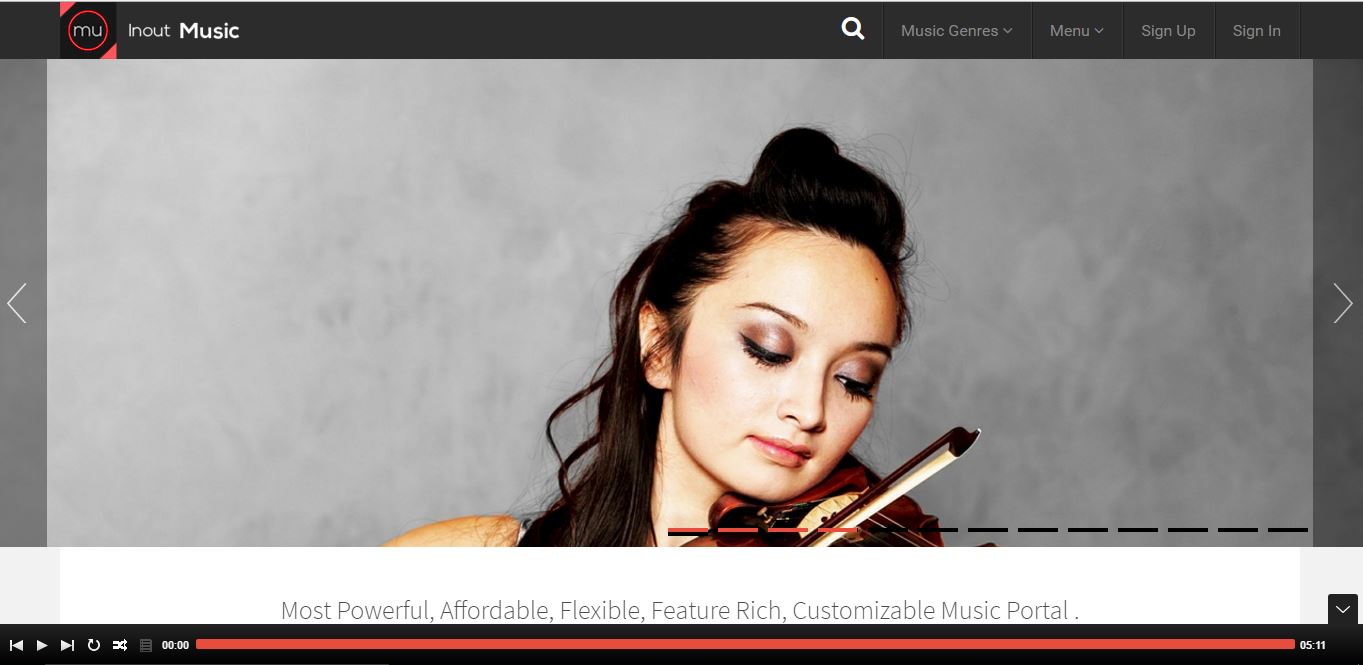 mu Inout Music
Music Genres Menu Sign Up Sign In
Most Powerful, Affordable, Flexible, Feature Rich, Customizable Music Portal .
00:00 05:11